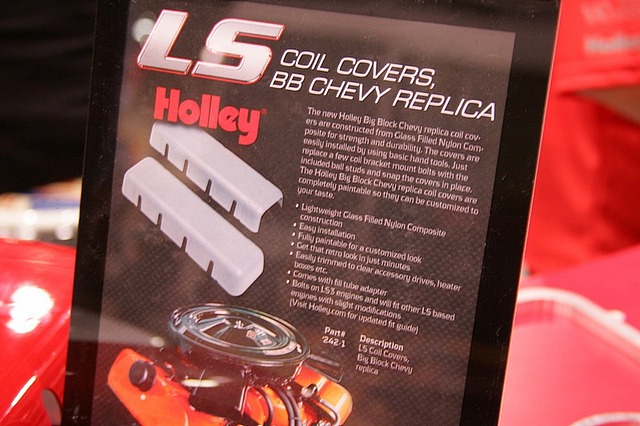 LS
COIL COVERS,
BB CHEVY REPLICA
Holley
The new Holley Big Block Chevy replica coil cov-
ers are constructed from Glass Filled Nylon Com-
posite for strength and durability. The covers are
easily installed by using basic hand tools. Just
replace a few coil bracket mount bolts with the
included ball studs and snap the covers in place.
The Holley Big Block Chevy replica coil covers are
completely paintable so they can be customized to
your taste.
• Lightweight Glass Filled Nylon Composite
construction
• Easy installation
• Fully paintable for a customized look
• Get that retro look in just minutes
• Easily trimmed to clear accessory drives, heater
boxes etc.
• Comes with fill tube adapter
• Bolts on LS3 engines and will fit other LS based
engines with slight modifications
(Visit Holley.com for updated fit guide)
Part# Description
242-1 LS Coil Covers,
Big Block Chevy
replica